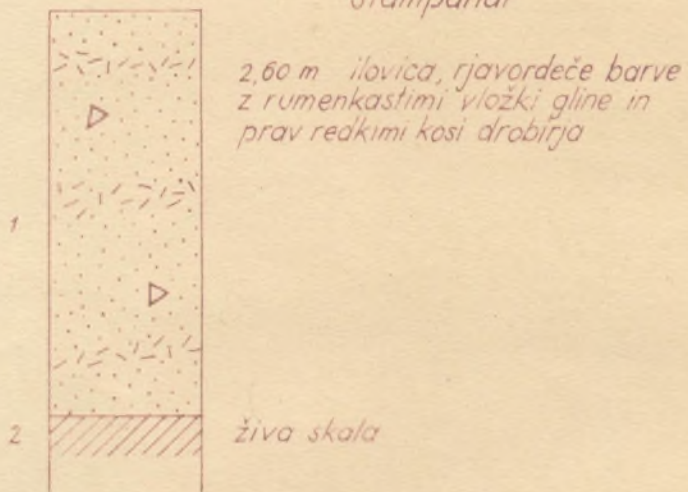 2,60 m ilovica, rjavordeče barve
z rumenkastimi vložki gline in
prav redkimi kosi drobirja
1
2 živa skala